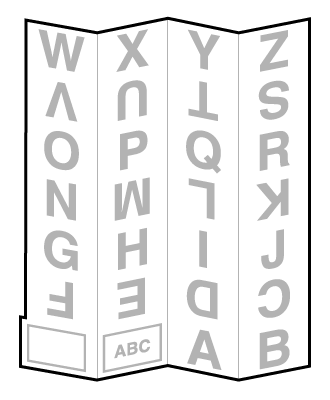 W X Y Z
V U T S
O P Q R
N M L K
G H I J
F E D C
ABC A B